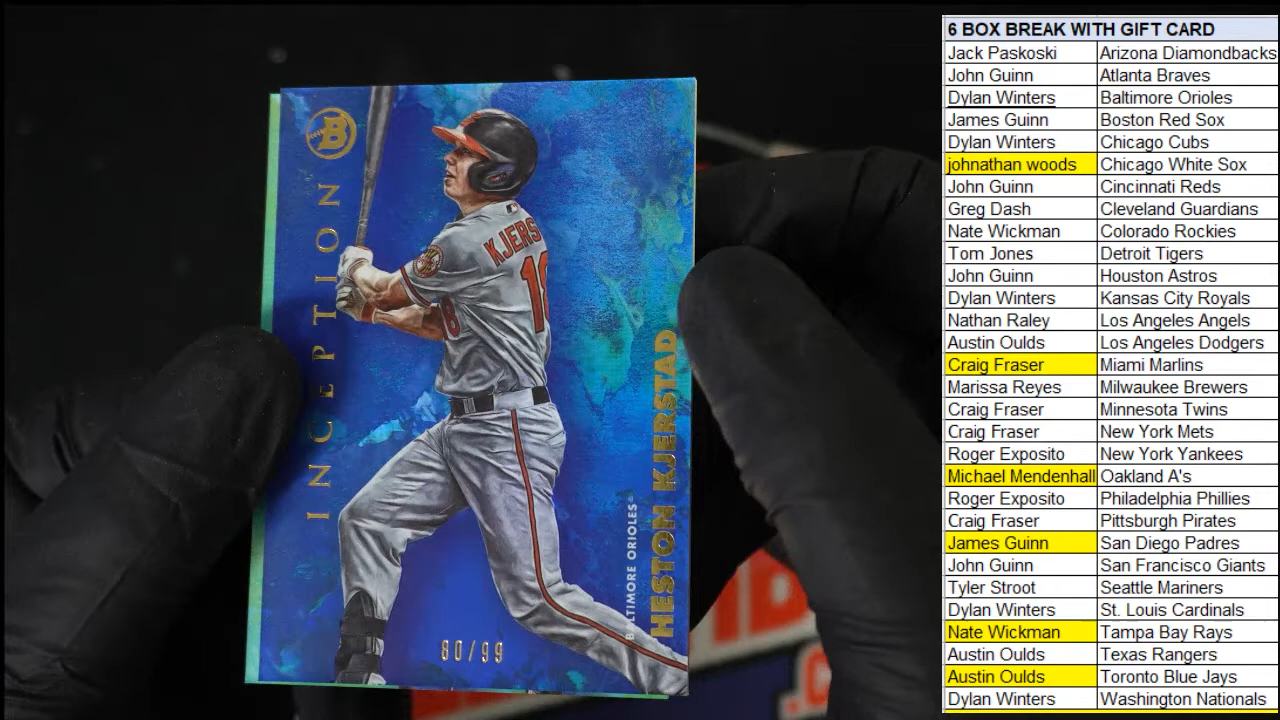 INCEPTION
KJERS
18
18
BALTIMORE ORIOLES
HESTON KJERSTAD
80/99
6 BOX BREAK WITH GIFT CARD
Jack Paskoski Arizona Diamondbacks
John Guinn Atlanta Braves
Dylan Winters Baltimore Orioles
James Guinn Boston Red Sox
Dylan Winters Chicago Cubs
johnathan woods Chicago White Sox
John Guinn Cincinnati Reds
Greg Dash Cleveland Guardians
Nate Wickman Colorado Rockies
Tom Jones Detroit Tigers
John Guinn Houston Astros
Dylan Winters Kansas City Royals
Nathan Raley Los Angeles Angels
Austin Oulds Los Angeles Dodgers
Craig Fraser Miami Marlins
Marissa Reyes Milwaukee Brewers
Craig Fraser Minnesota Twins
Craig Fraser New York Mets
Roger Exposito New York Yankees
Michael Mendenhall Oakland A's
Roger Exposito Philadelphia Phillies
Craig Fraser Pittsburgh Pirates
James Guinn San Diego Padres
John Guinn San Francisco Giants
Tyler Stroot Seattle Mariners
Dylan Winters St. Louis Cardinals
Nate Wickman Tampa Bay Rays
Austin Oulds Texas Rangers
Austin Oulds Toronto Blue Jays
Dylan Winters Washington Nationals